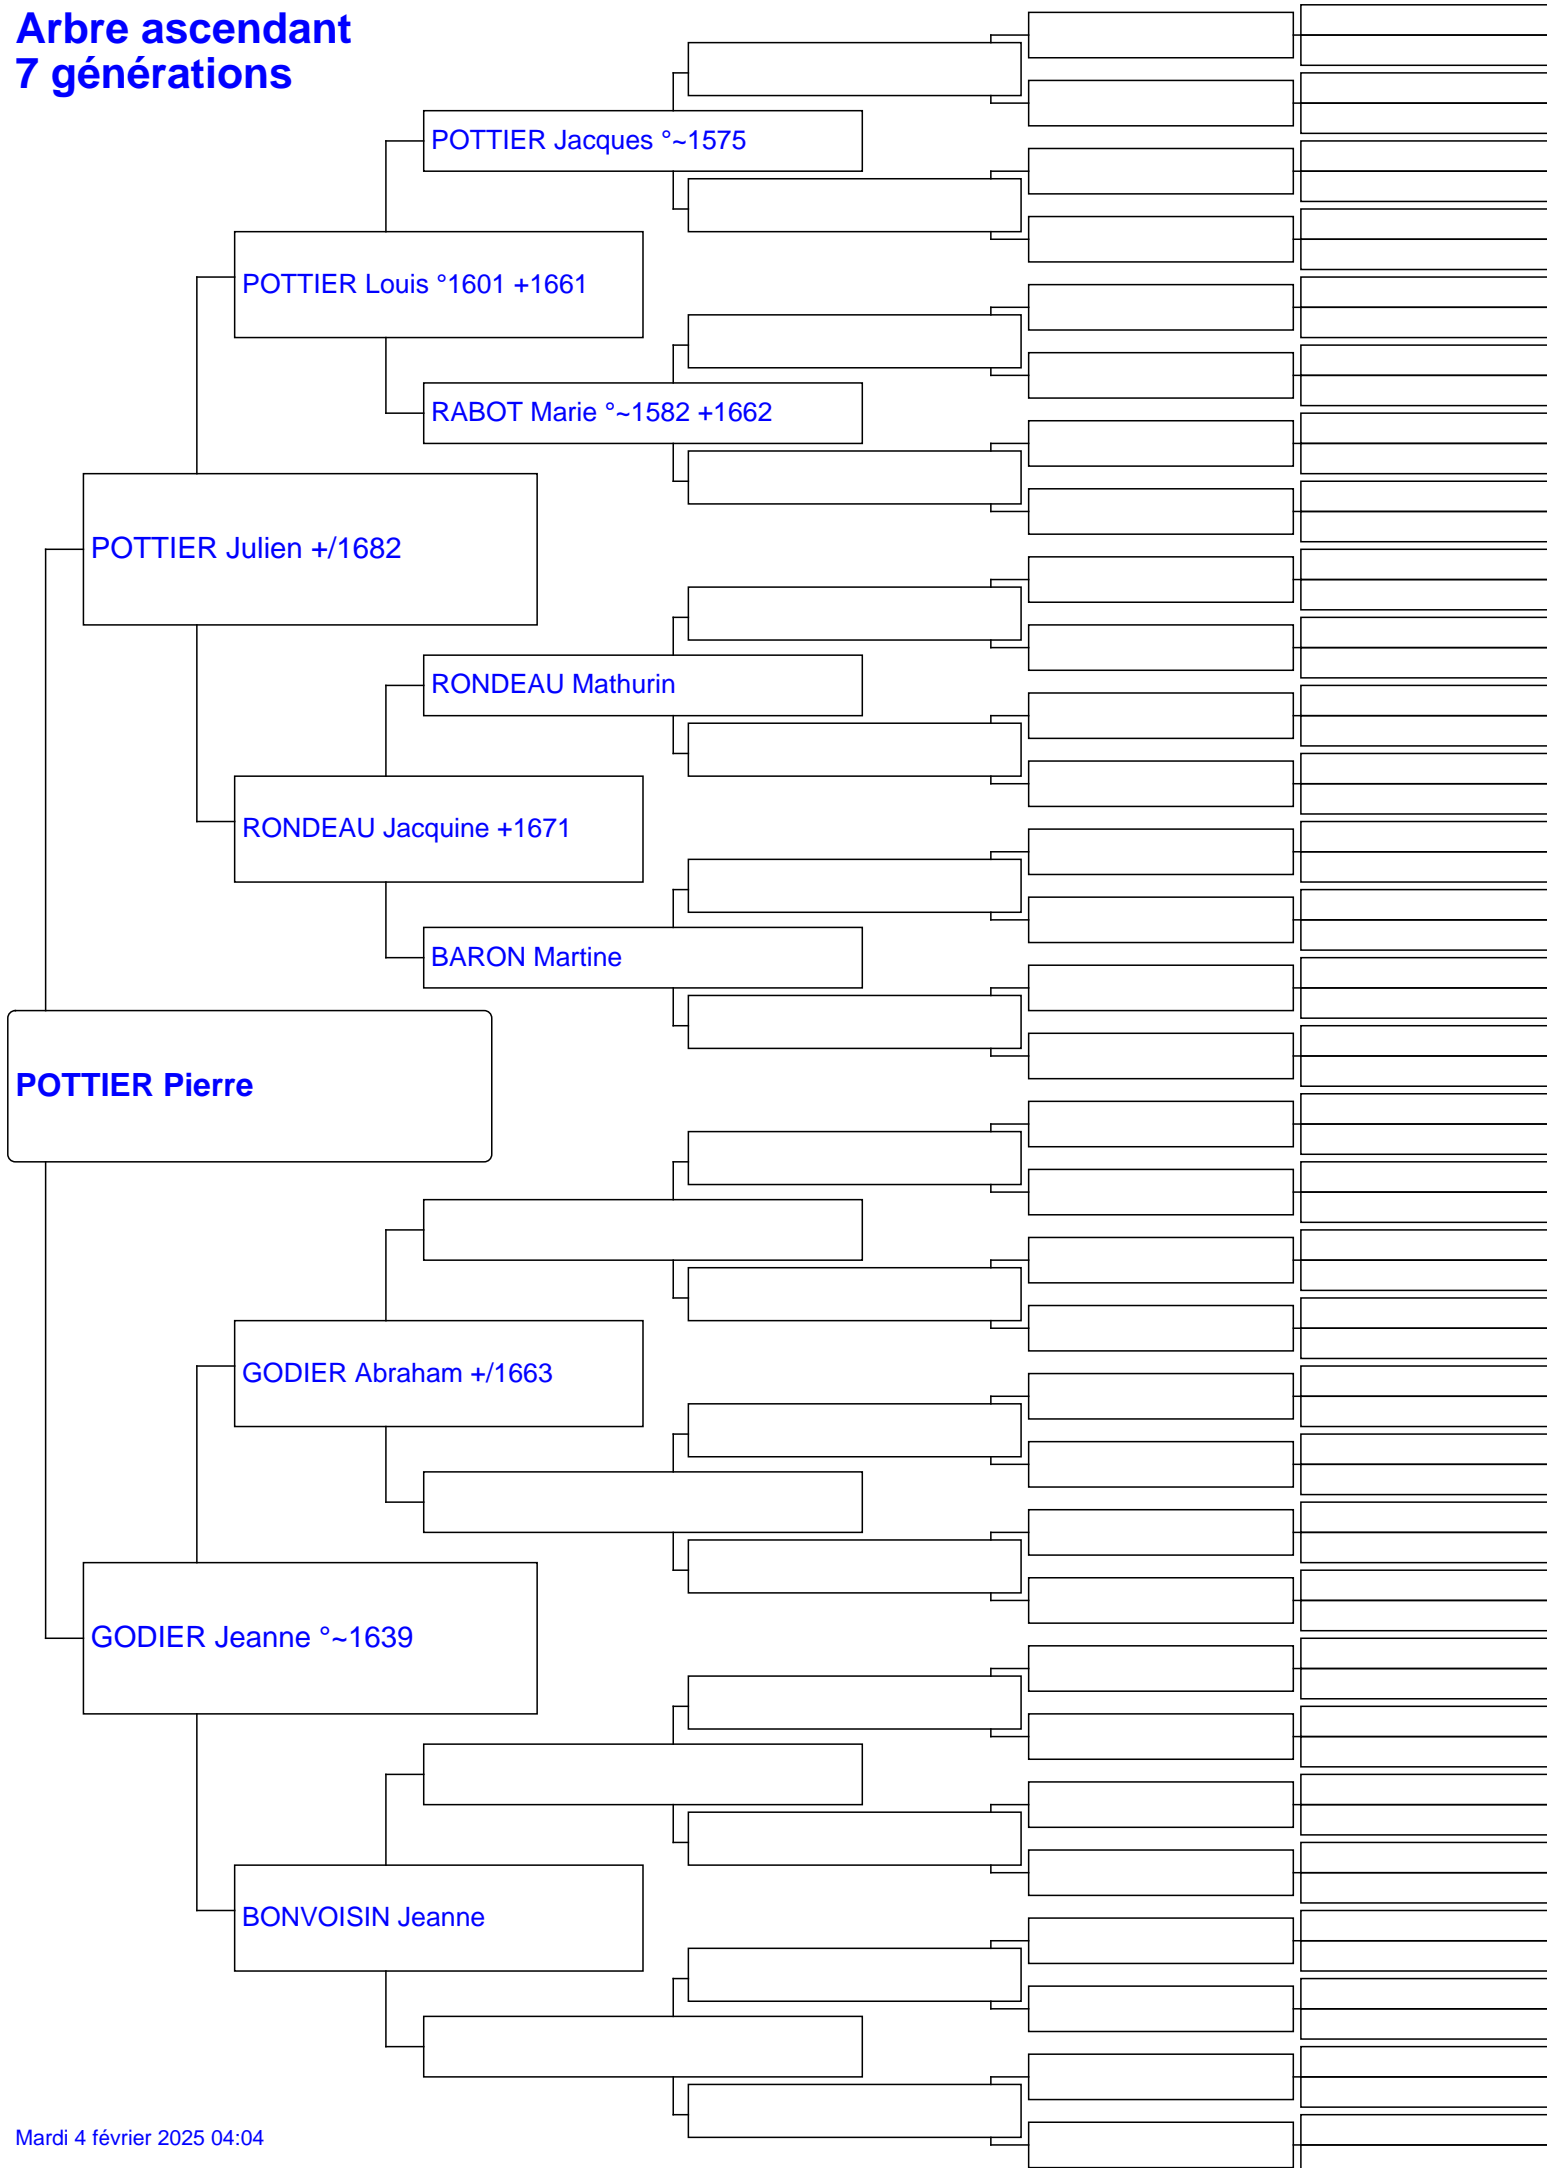 Arbre ascendant
7 générations
POTTIER Jacques °~1575
POTTIER Louis °1601 +1661
RABOT Marie °~1582 +1662
POTTIER Julien +/1682
RONDEAU Mathurin
RONDEAU Jacquine +1671
BARON Martine
POTTIER Pierre
GODIER Abraham +/1663
GODIER Jeanne °~1639
BONVOISIN Jeanne
Mardi 4 février 2025 04:04